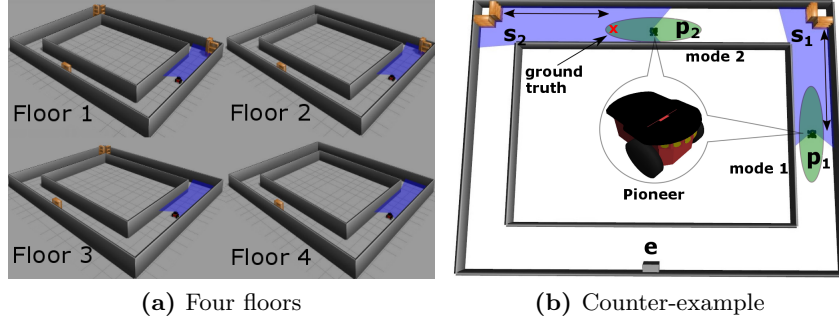 Floor 1
Floor 2
Floor 3
Floor 4
(a) Four floors
s2
p2
s1
mode 2
ground
truth
x
mode 1
p1
Pioneer
e
(b) Counter-example